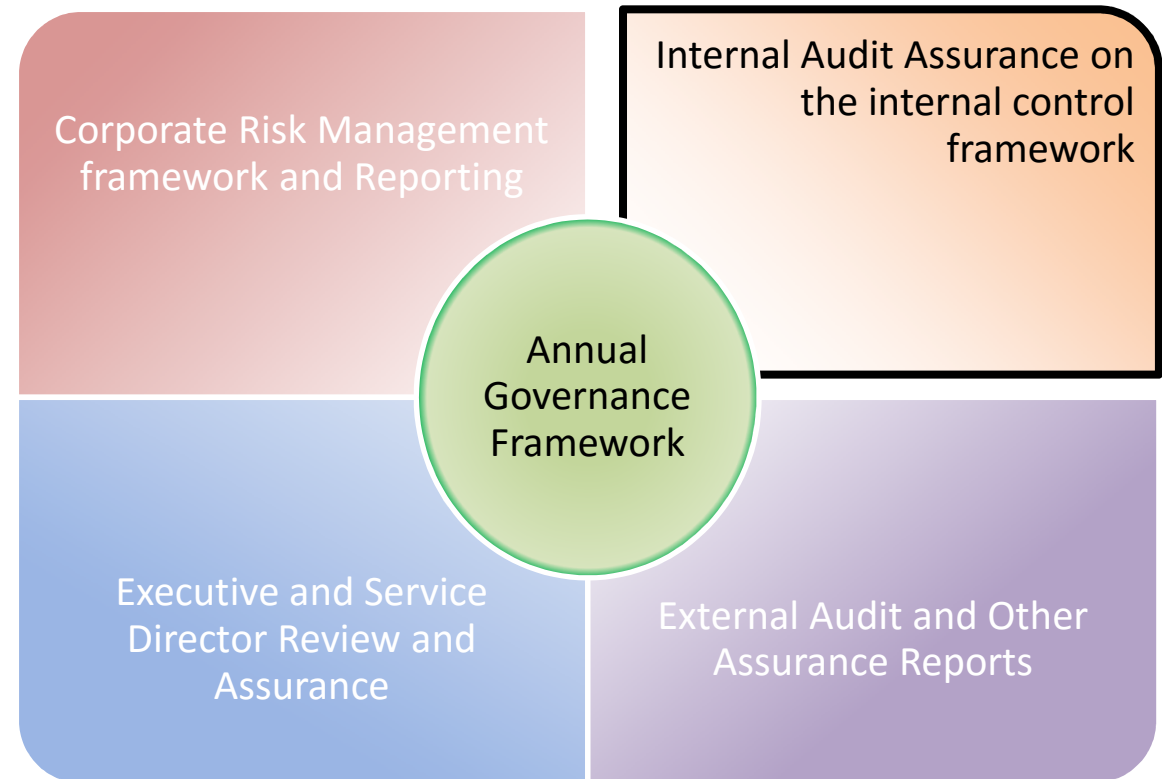 Corporate Risk Management
framework and Reporting
Internal Audit Assurance on
the internal control
framework
Annual
Governance
Framework
Executive and Service
Director Review and
Assurance
External Audit and Other
Assurance Reports